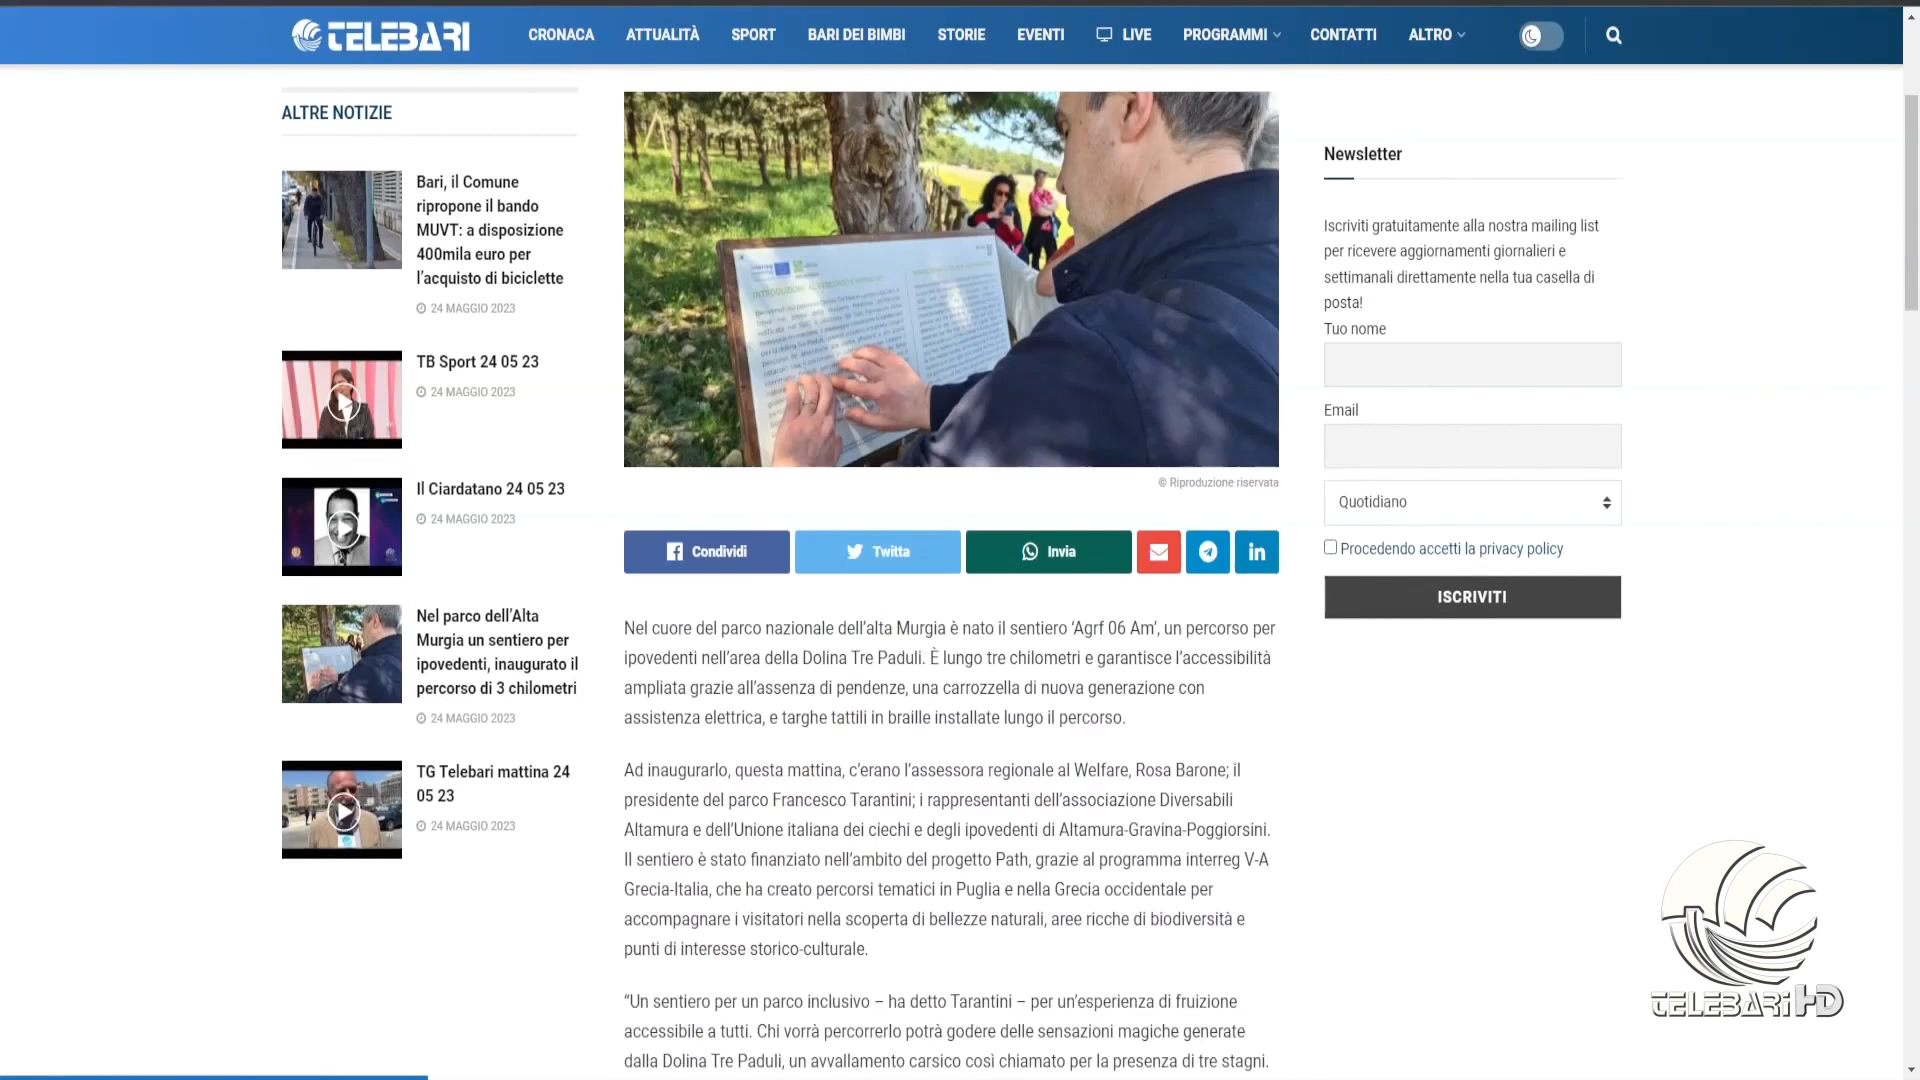 TELEBARI
CRONACA ATTUALITÀ SPORT BARI DEI BIMBI STORIE EVENTI LIVE PROGRAMMI CONTATTI ALTRO
ALTRE NOTIZIE
Bari, il Comune
ripropone il bando
MUVT: a disposizione
400mila euro per
l’acquisto di biciclette
24 MAGGIO 2023
TB Sport 24 05 23
24 MAGGIO 2023
Il Ciardatano 24 05 23
24 MAGGIO 2023
Nel parco dell’Alta
Murgia un sentiero per
ipovedenti, inaugurato il
percorso di 3 chilometri
24 MAGGIO 2023
TG Telebari mattina 24
05 23
24 MAGGIO 2023
© Riproduzione riservata
Condividi Twitta Invia
Nel cuore del parco nazionale dell’alta Murgia è nato il sentiero ‘Agrf 06 Am’, un percorso per
ipovedenti nell’area della Dolina Tre Paduli. È lungo tre chilometri e garantisce l’accessibilità
ampliata grazie all’assenza di pendenze, una carrozzella di nuova generazione con
assistenza elettrica, e targhe tattili in braille installate lungo il percorso.
Ad inaugurarlo, questa mattina, c’erano l’assessora regionale al Welfare, Rosa Barone; il
presidente del parco Francesco Tarantini; i rappresentanti dell’associazione Diversabili
Altamura e dell’Unione italiana dei ciechi e degli ipovedenti di Altamura-Gravina-Poggiorsini.
Il sentiero è stato finanziato nell’ambito del progetto Path, grazie al programma interreg V-A
Grecia-Italia, che ha creato percorsi tematici in Puglia e nella Grecia occidentale per
accompagnare i visitatori nella scoperta di bellezze naturali, aree ricche di biodiversità e
punti di interesse storico-culturale.
“Un sentiero per un parco inclusivo – ha detto Tarantini – per un’esperienza di fruizione
accessibile a tutti. Chi vorrà percorrerlo potrà godere delle sensazioni magiche generate
dalla Dolina Tre Paduli, un avvallamento carsico così chiamato per la presenza di tre stagni.
Newsletter
Iscriviti gratuitamente alla nostra mailing list
per ricevere aggiornamenti giornalieri e
settimanali direttamente nella tua casella di
posta!
Tuo nome
Email
Quotidiano
Procedendo accetti la privacy policy
ISCRIVITI
TELEBARI HD